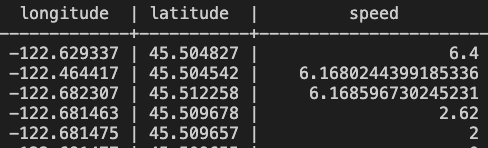 longitude | latitude | speed
-------------+-----------+--------------------
-122.629337 | 45.504827 | 6.4
-122.464417 | 45.504542 | 6.1680244399185336
-122.682307 | 45.512258 | 6.168596730245231
-122.681463 | 45.509678 | 2.62
-122.681475 | 45.509657 | 2